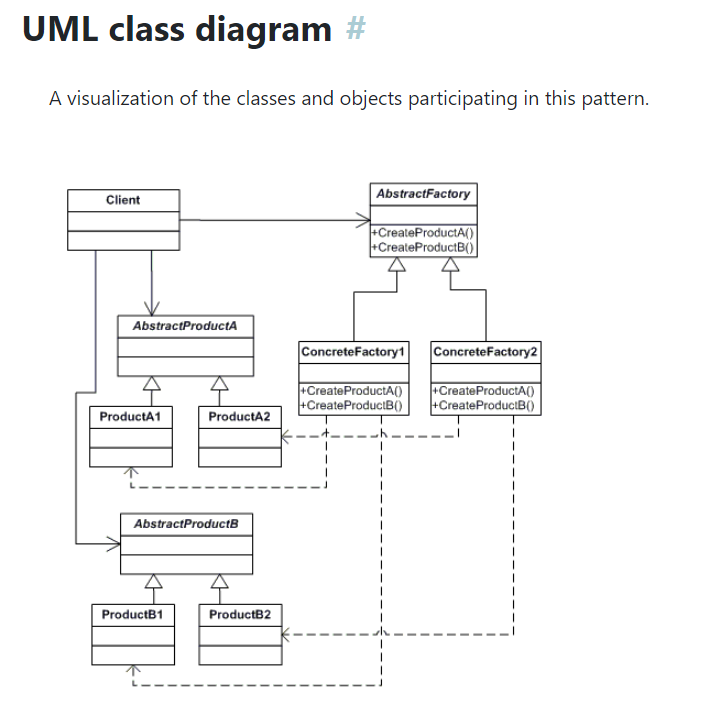 UML class diagram #
A visualization of the classes and objects participating in this pattern.
Client
AbstractFactory
+CreateProductA()
+CreateProductB()
AbstractProductA
ConcreteFactory1
+CreateProductA()
+CreateProductB()
ConcreteFactory2
+CreateProductA()
+CreateProductB()
ProductA1
ProductA2
AbstractProductB
ProductB1
ProductB2